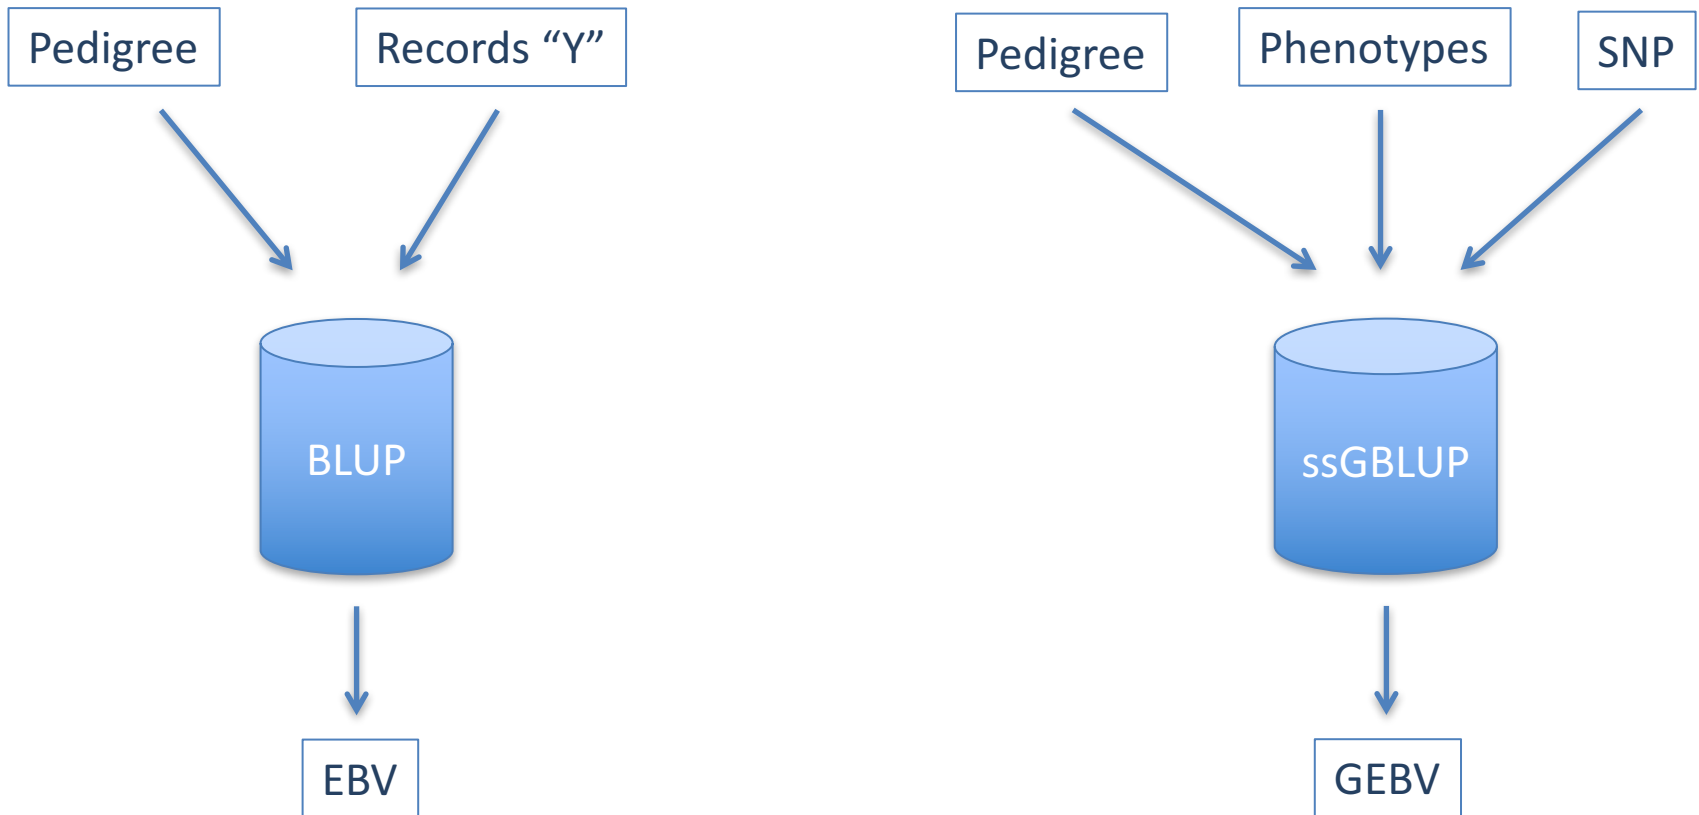 Pedigree
Records “Y”
BLUP
EBV
Pedigree
Phenotypes
SNP
ssGBLUP
GEBV